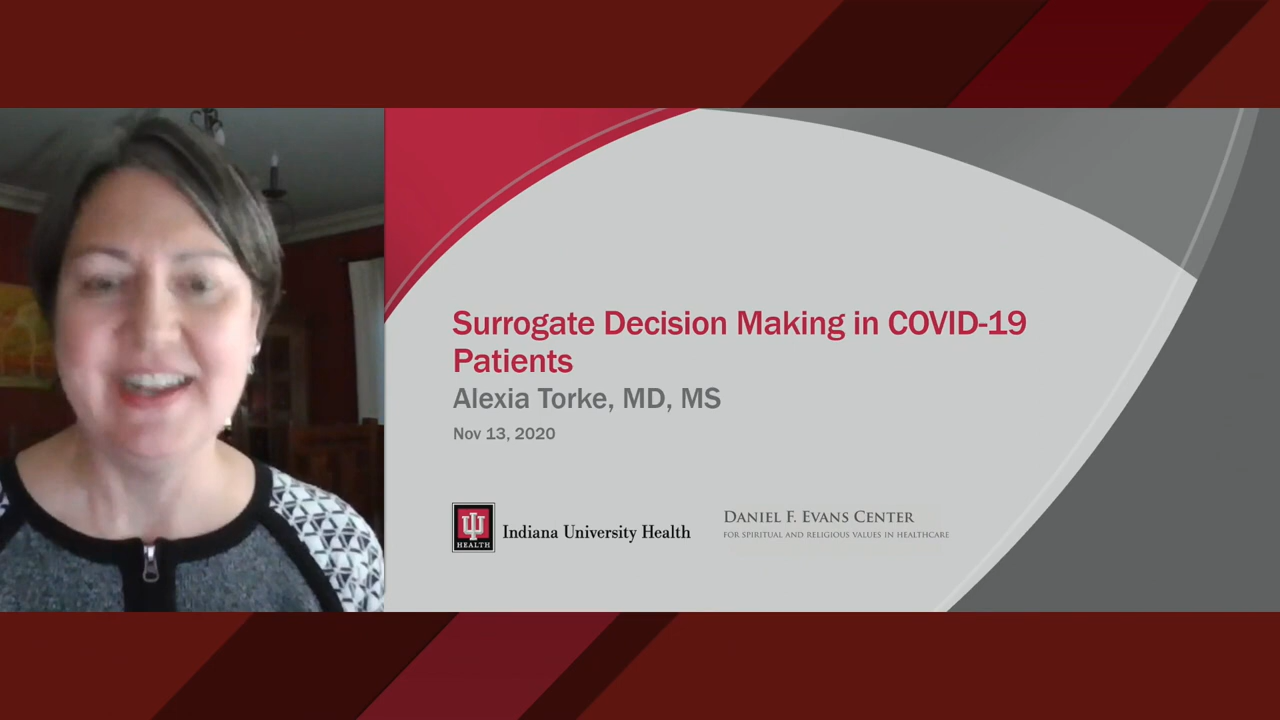 Surrogate Decision Making in COVID-19
Patients
Alexia Torke, MD, MS
Nov 13, 2020
HEALTH
Indiana University Health
DANIEL F. EVANS CENTER
FOR SPIRITUAL AND RELIGIOUS VALUES IN HEALTHCARE